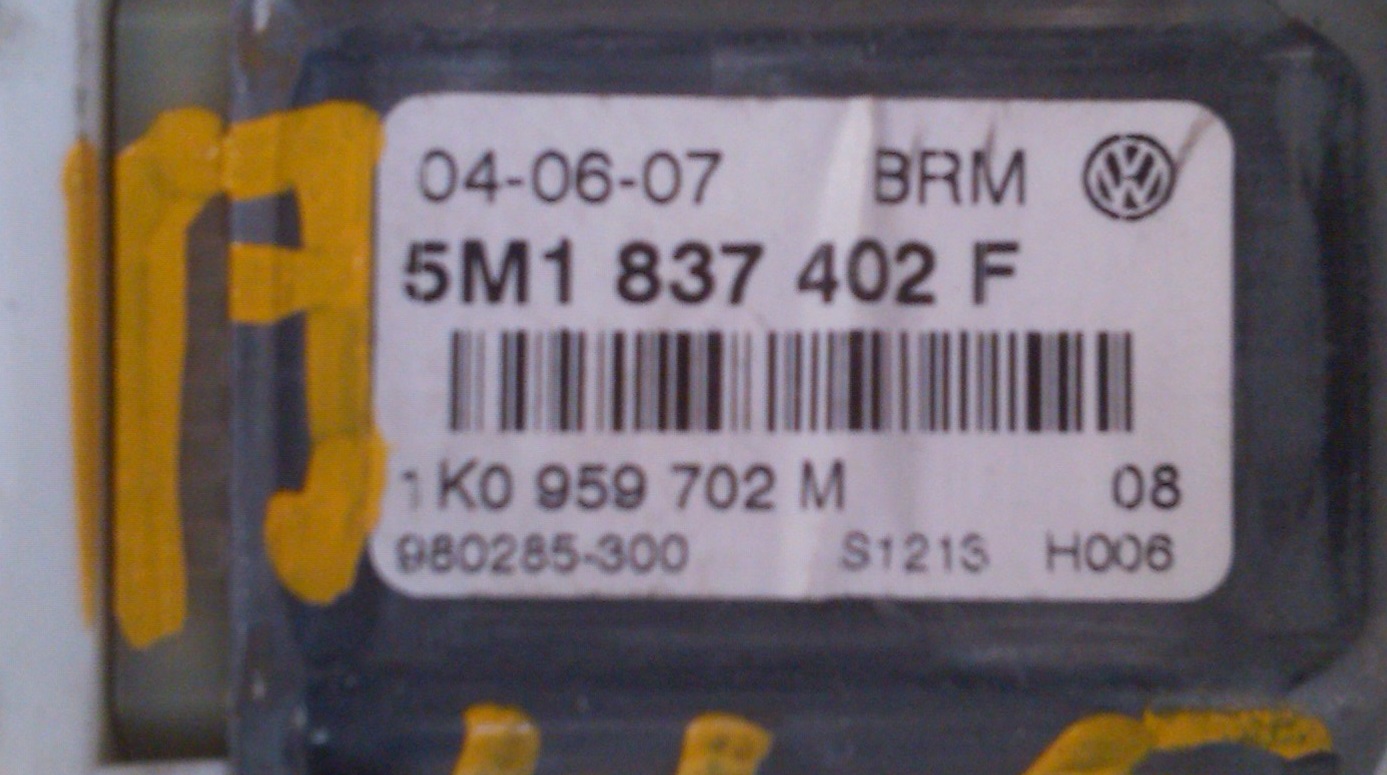 04-06-07 BRM
5M1 837 402 F
1K0 959 702 M 08
980285-300 S1213 H006